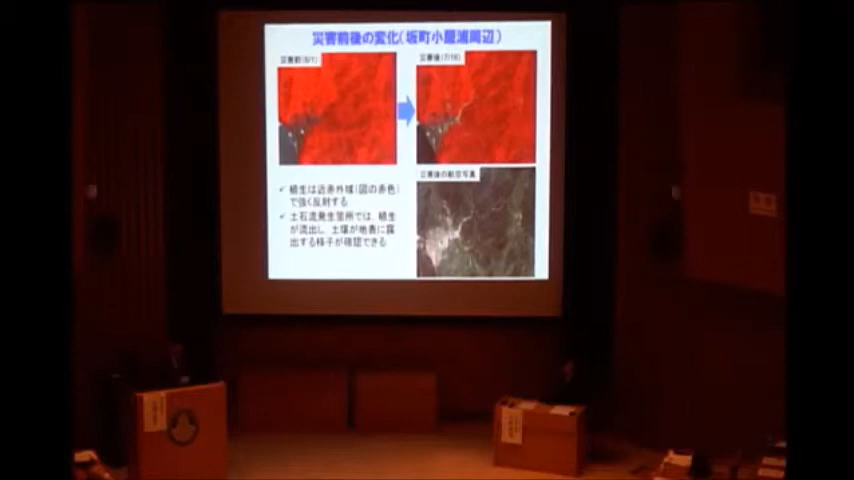 災害前後の変化(坂町小屋浦周辺)
災害前(6/1)
災害後(7/16)
災害後の航空写真
✓ 植生は近赤外域(図の赤色)
で強く反射する
✓ 土石流発生箇所では、植生
が流出し、土壌が地表に露
出する様子が確認できる